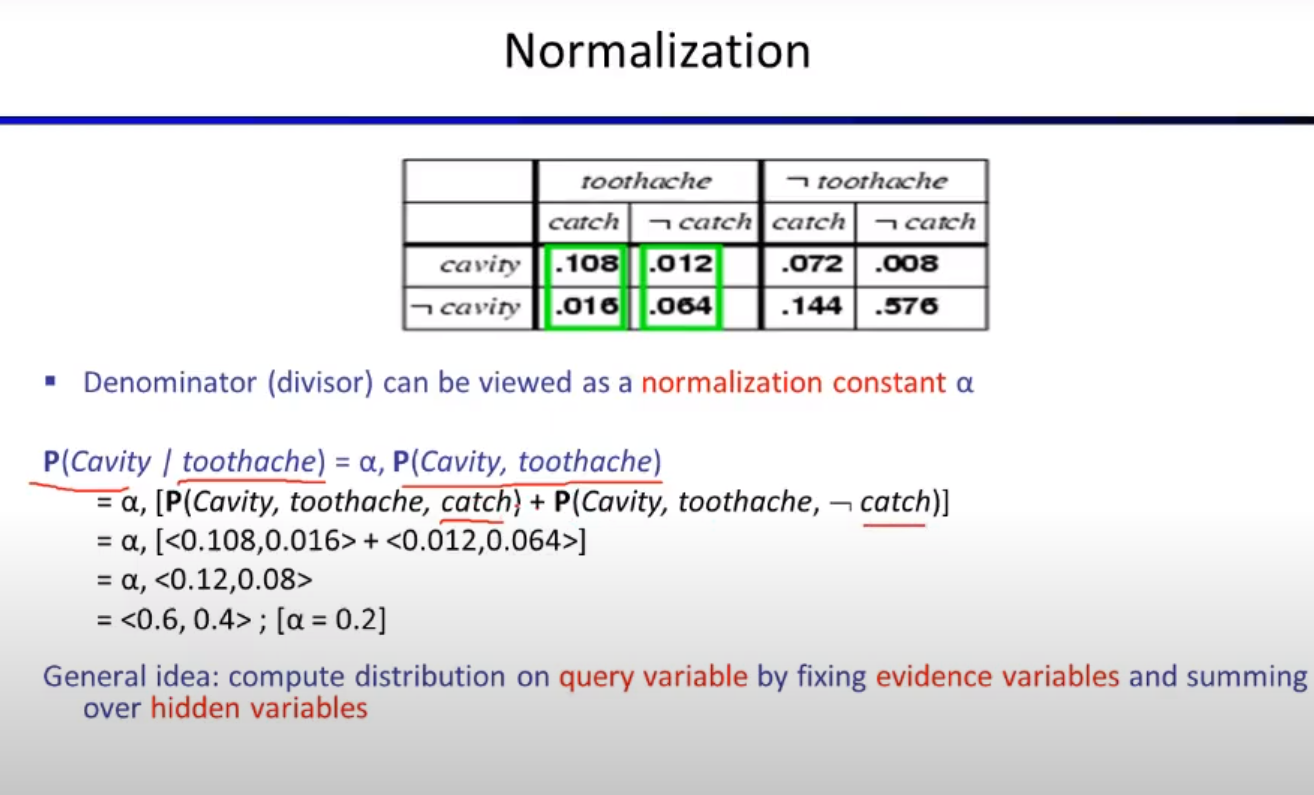 Normalization
toothache ¬ toothache
catch ¬ catch catch ¬ catch
cavity .108 .012 .072 .008
¬ cavity .016 .064 .144 .576
▪ Denominator (divisor) can be viewed as a normalization constant α
P(Cavity | toothache) = α, P(Cavity, toothache)
= α, [P(Cavity, toothache, catch) + P(Cavity, toothache, ¬ catch)]
= α, [<0.108,0.016> + <0.012,0.064>]
= α, <0.12,0.08>
= <0.6, 0.4> ; [α = 0.2]
General idea: compute distribution on query variable by fixing evidence variables and summing
over hidden variables